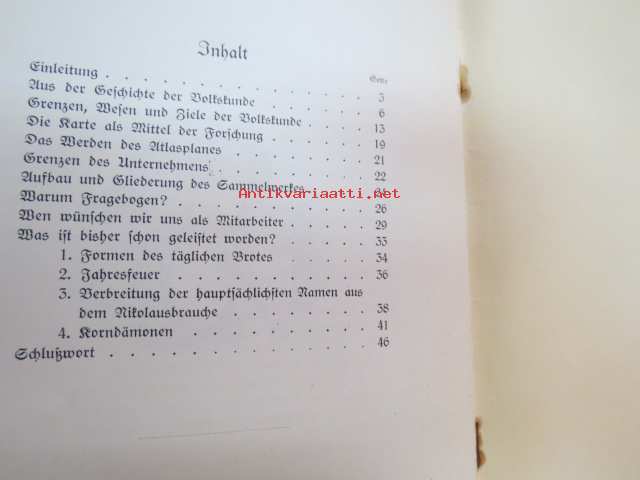 Inhalt
Seite
Einleitung . . . . . . . . . . . . . 3
Aus der Geschichte der Volkskunde . . . . . . 6
Grenzen, Wesen und Ziele der Volkskunde . . . . 13
Die Karte als Mittel der Forschung . . . . . . 19
Das Werden des Atlasplanes . . . . . . . . 21
Grenzen des Unternehmens . . . . . . . . 22
Aufbau und Gliederung des Sammelwerkes
Antikvariaatti.net
Warum Fragebogen? . . . . . . . . . . 26
Wen wünschen wir uns als Mitarbeiter . . . . . 29
Was ist bisher schon geleistet worden? . . . . . 33
1. Formen des täglichen Brotes . . . . . . 34
2. Jahresfeuer . . . . . . . . . . . 36
3. Verbreitung der hauptsächlichsten Namen aus
dem Nikolausbrauche . . . . . . . . 38
4. Korndämonen . . . . . . . . . . 41
Schlußwort . . . . . . . . . . . . . 46